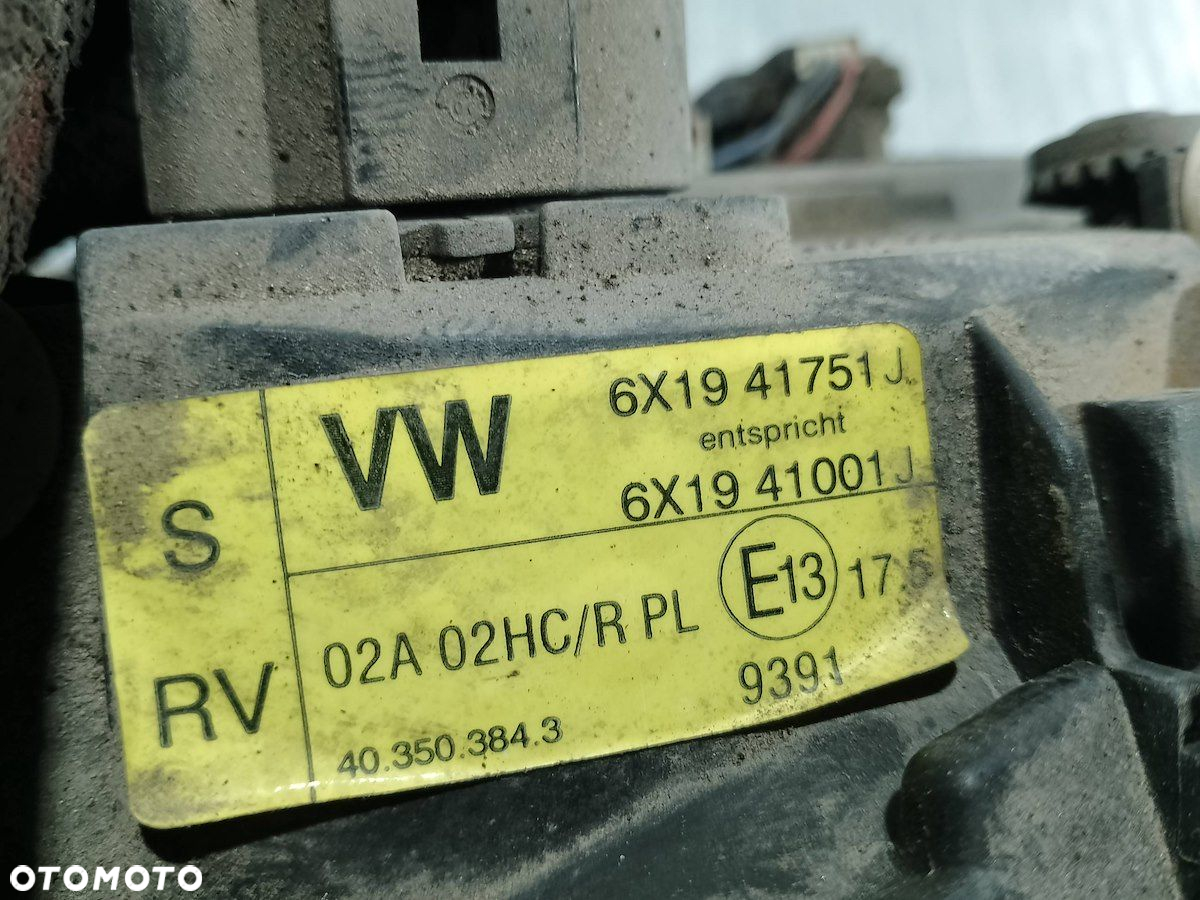 S
RV
VW
6X19 41751 J
entspricht
6X19 41001 J
02A 02HC/R PL
E13
17,5
9391
40.350.384.3
OTOMOTO